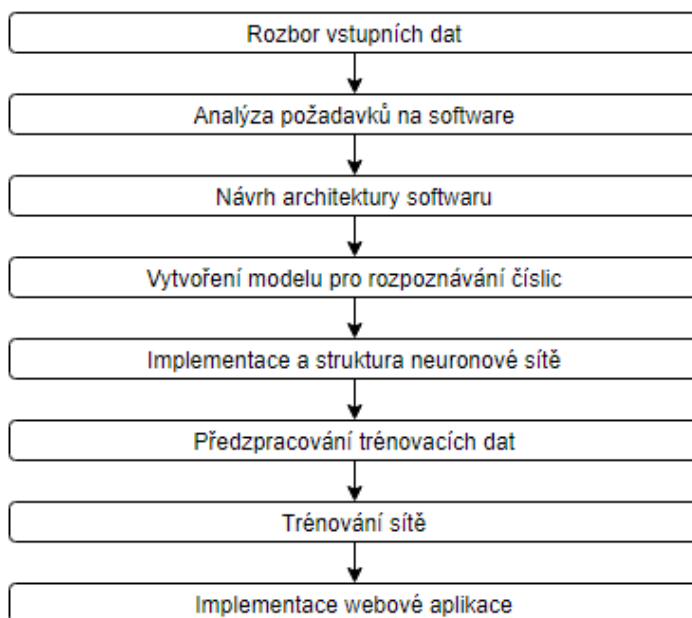 Rozbor vstupních dat
Analýza požadavků na software
Návrh architektury softwaru
Vytvoření modelu pro rozpoznávání číslic
Implementace a struktura neuronové sítě
Předzpracování trénovacích dat
Trénování sítě
Implementace webové aplikace